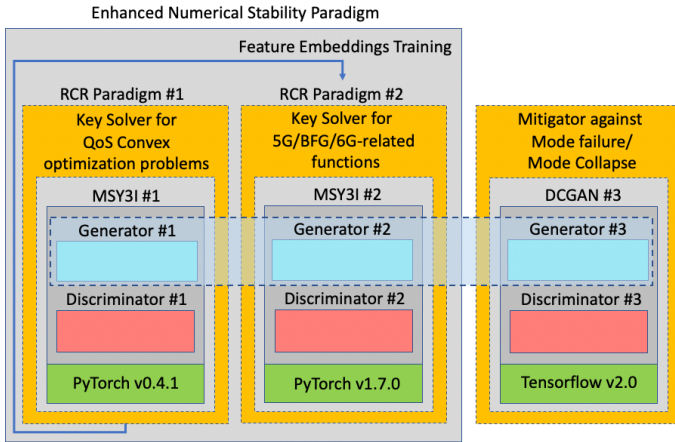 Enhanced Numerical Stability Paradigm
Feature Embeddings Training
RCR Paradigm #1
Key Solver for
QoS Convex
optimization problems
MSY3I #1
Generator #1
Discriminator #1
PyTorch v0.4.1
RCR Paradigm #2
Key Solver for
5G/BFG/6G-related
functions
MSY3I #2
Generator #2
Discriminator #2
PyTorch v1.7.0
Mitigator against
Mode failure/
Mode Collapse
DCGAN #3
Generator #3
Discriminator #3
Tensorflow v2.0